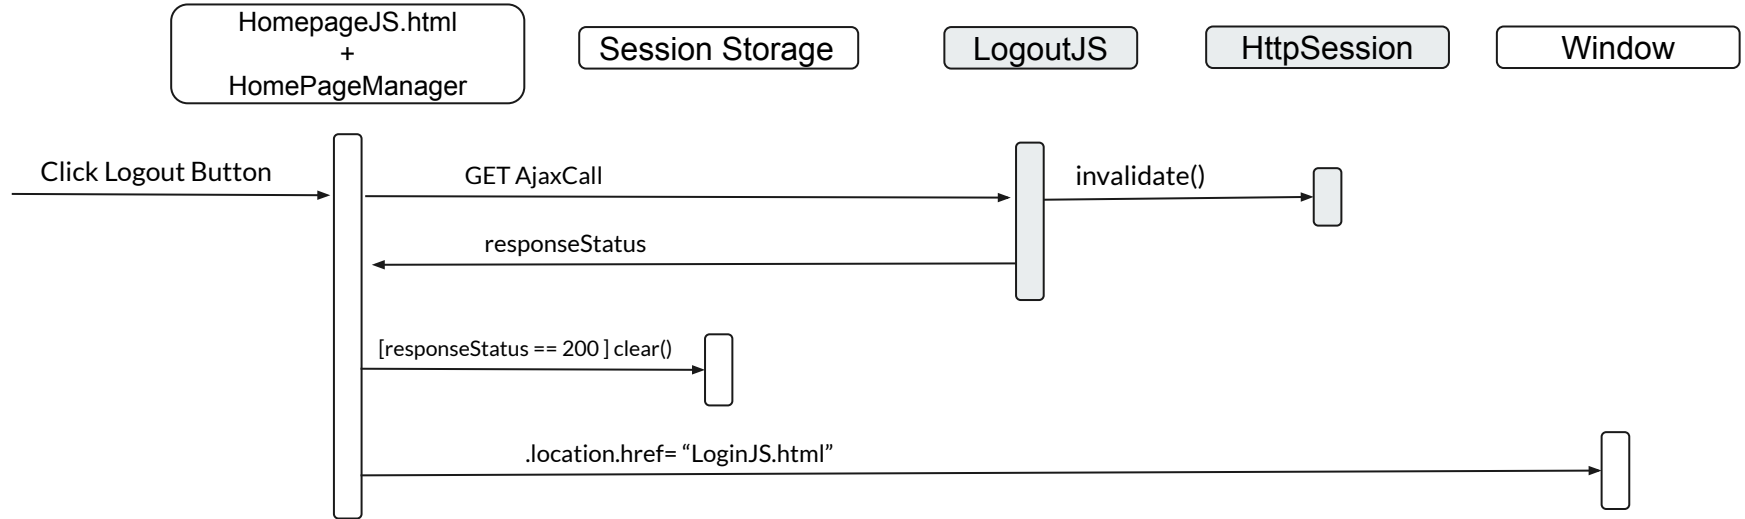 HomepageJS.html
+
HomePageManager
Session Storage
LogoutJS
HttpSession
Window
Click Logout Button
GET AjaxCall
invalidate()
responseStatus
[responseStatus == 200 ] clear()
.location.href= “LoginJS.html”